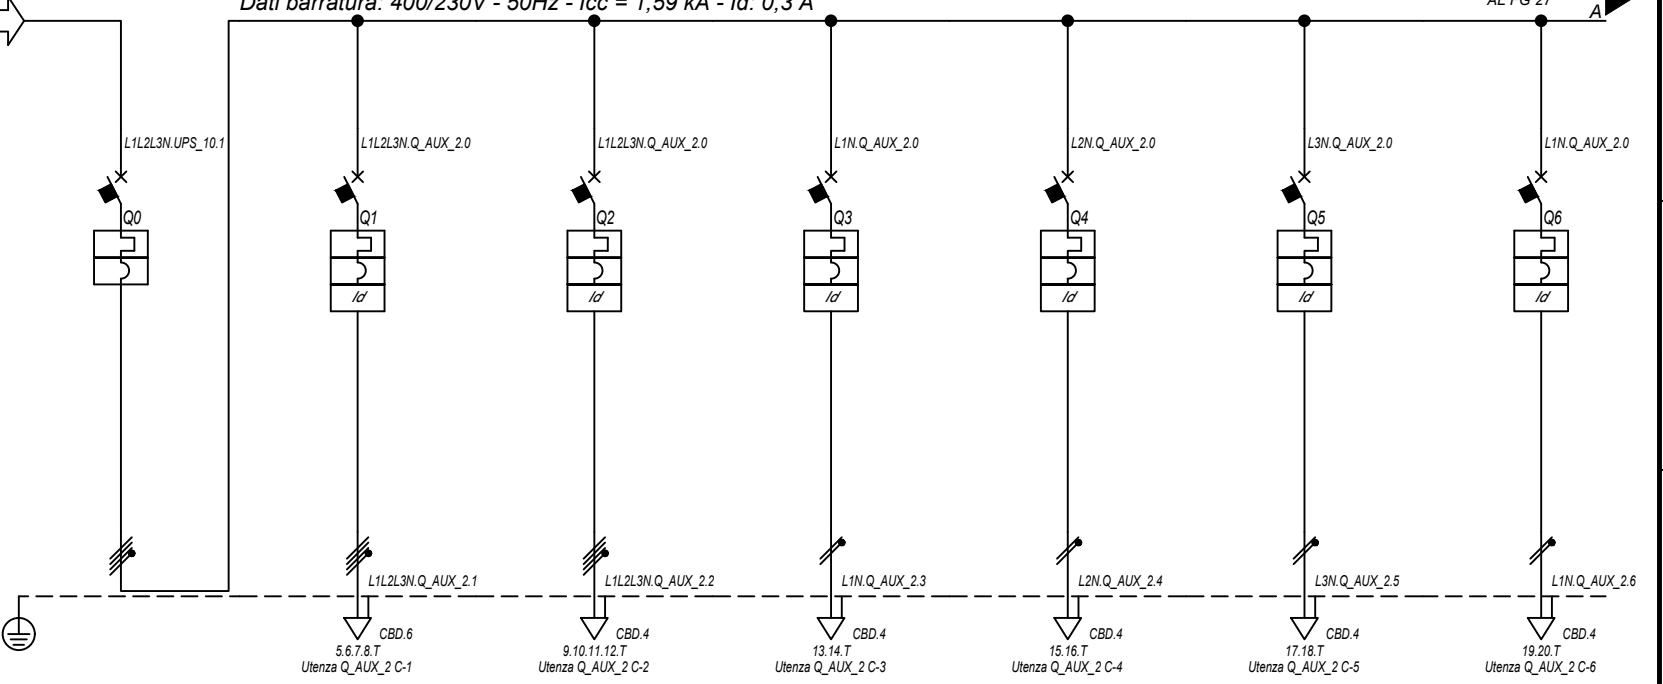 Dati barratura: 400/230V - 50Hz - Icc = 1,59 kA - Id: 0,3 A
A
L1L2L3N.UPS_10.1 L1L2L3N.Q_AUX_2.0 L1L2L3N.Q_AUX_2.0 L1N.Q_AUX_2.0 L2N.Q_AUX_2.0 L3N.Q_AUX_2.0 L1N.Q_AUX_2.0
Q0 Q1 Q2 Q3 Q4 Q5 Q6
Id Id Id Id Id Id
L1L2L3N.Q_AUX_2.1 L1L2L3N.Q_AUX_2.2 L1N.Q_AUX_2.3 L2N.Q_AUX_2.4 L3N.Q_AUX_2.5 L1N.Q_AUX_2.6
CBD.6 CBD.4 CBD.4 CBD.4 CBD.4 CBD.4
5.6.7.8.T 9.10.11.12.T 13.14.T 15.16.T 17.18.T 19.20.T
Utenza Q_AUX_2 C-1 Utenza Q_AUX_2 C-2 Utenza Q_AUX_2 C-3 Utenza Q_AUX_2 C-4 Utenza Q_AUX_2 C-5 Utenza Q_AUX_2 C-6